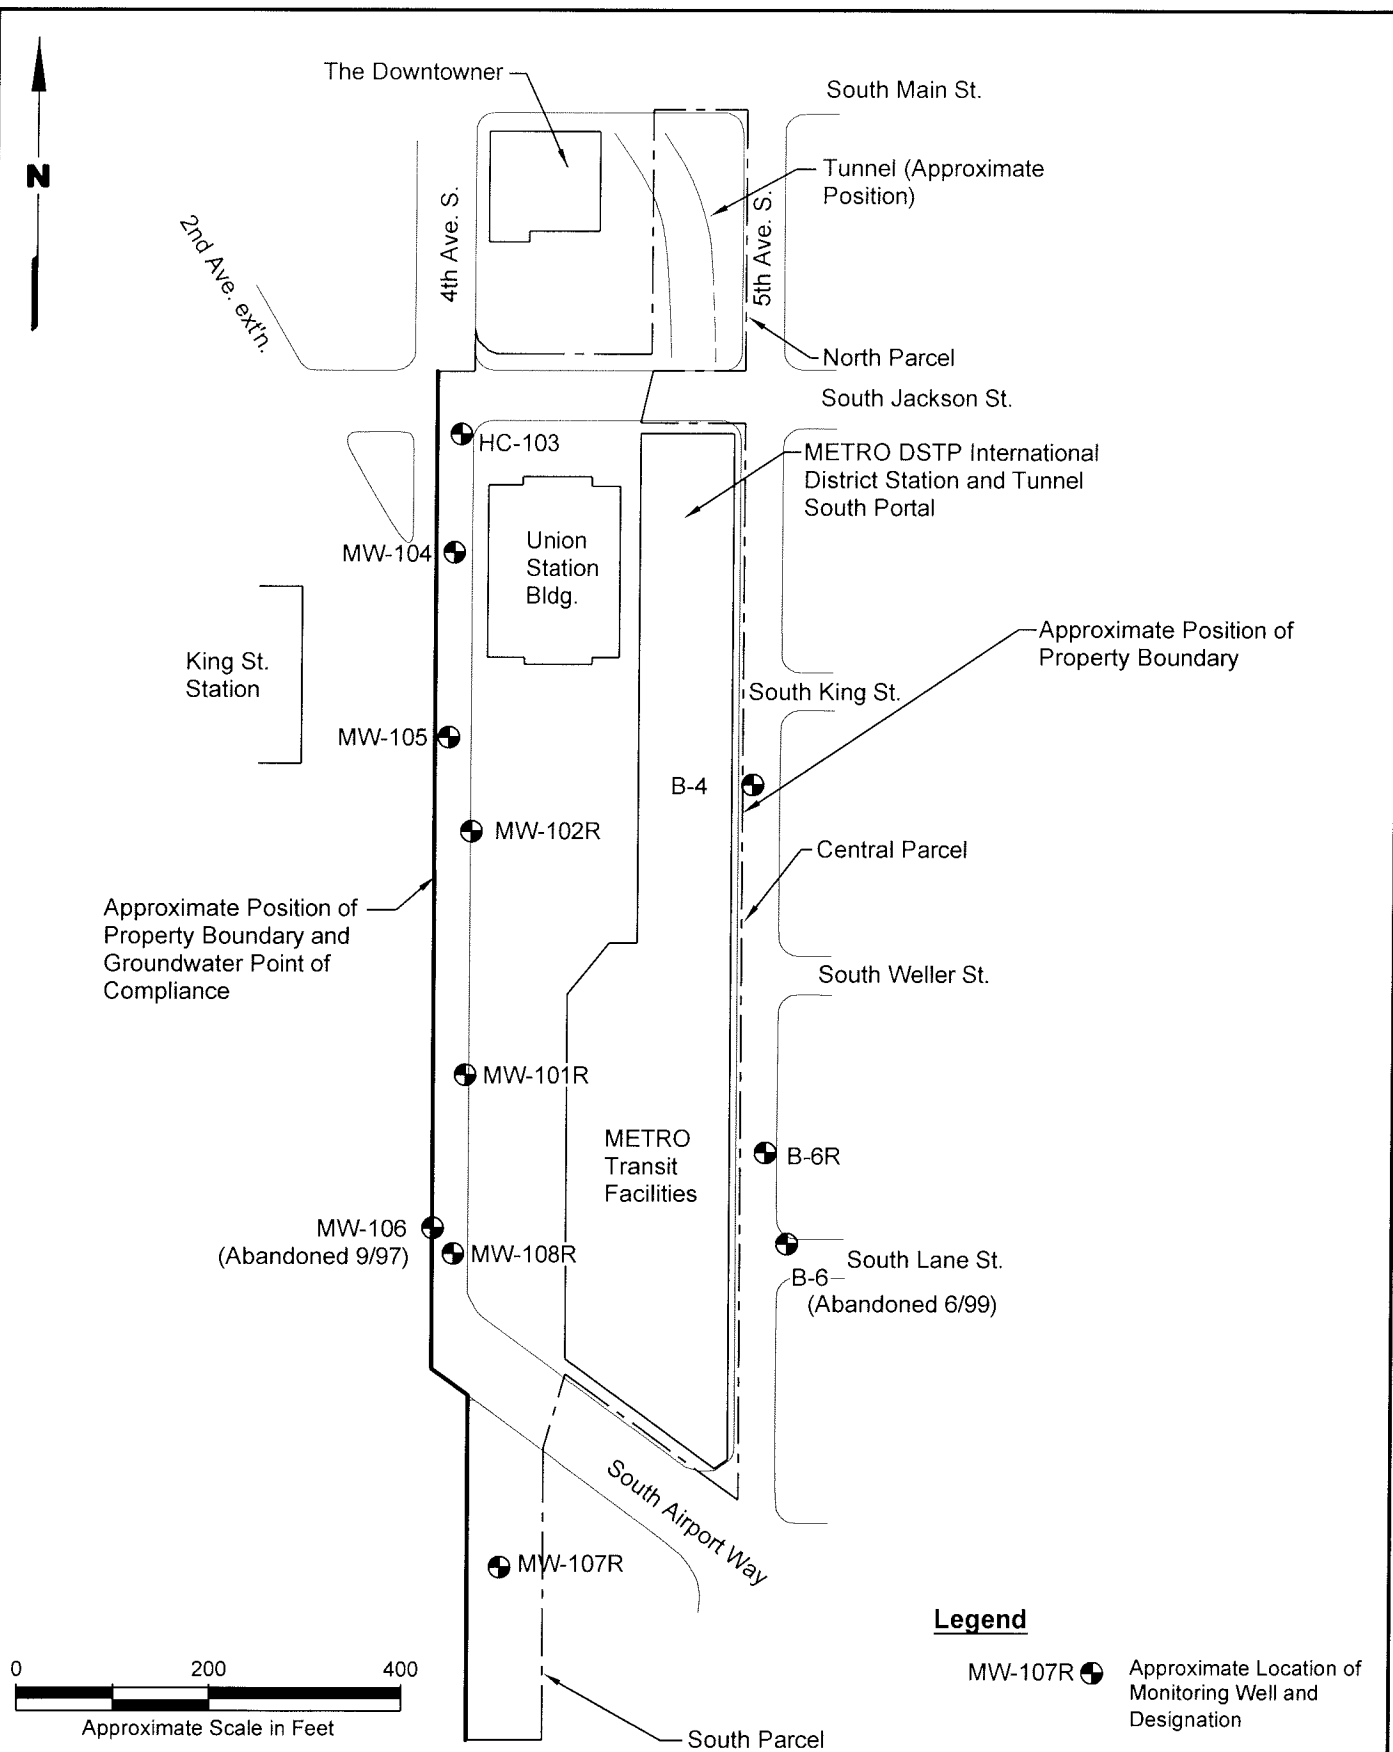 The Downtowner
South Main St.
N
Tunnel (Approximate
Position)
4th Ave. S.
5th Ave. S.
2nd Ave. ext'n.
North Parcel
South Jackson St.
HC-103
METRO DSTP International
District Station and Tunnel
South Portal
MW-104
Union
Station
Bldg.
Approximate Position of
Property Boundary
King St.
Station
South King St.
MW-105
B-4
MW-102R
Central Parcel
Approximate Position of
Property Boundary and
Groundwater Point of
Compliance
South Weller St.
MW-101R
METRO
Transit
Facilities
B-6R
MW-106
(Abandoned 9/97)
MW-108R
South Lane St.
B-6
(Abandoned 6/99)
South Airport Way
MW-107R
Legend
0 200 400
Approximate Scale in Feet
MW-107R
Approximate Location of
Monitoring Well and
Designation
South Parcel